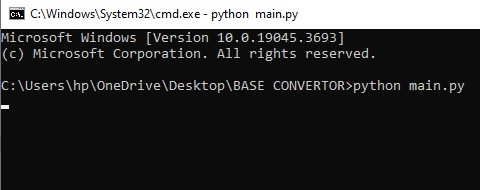 C:\Windows\System32\cmd.exe - python  main.py
Microsoft Windows [Version 10.0.19045.3693]
(c) Microsoft Corporation. All rights reserved.
C:\Users\hp\OneDrive\Desktop\BASE CONVERTOR>python main.py